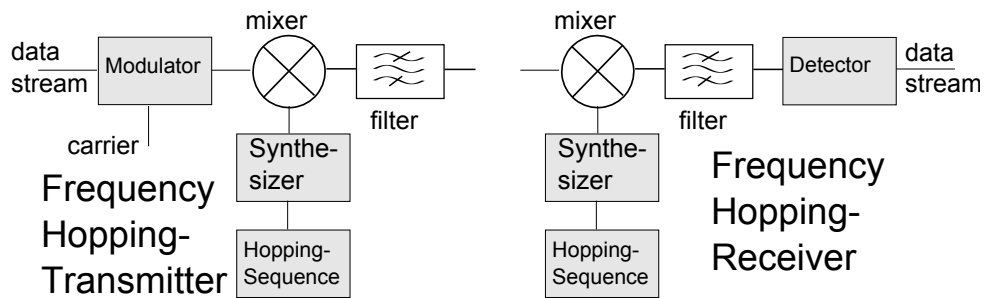 mixer
data
stream
Modulator
filter
carrier
Synthe-
sizer
Hopping-
Sequence
Frequency
Hopping-
Transmitter
mixer
Detector
data
stream
filter
Synthe-
sizer
Hopping-
Sequence
Frequency
Hopping-
Receiver